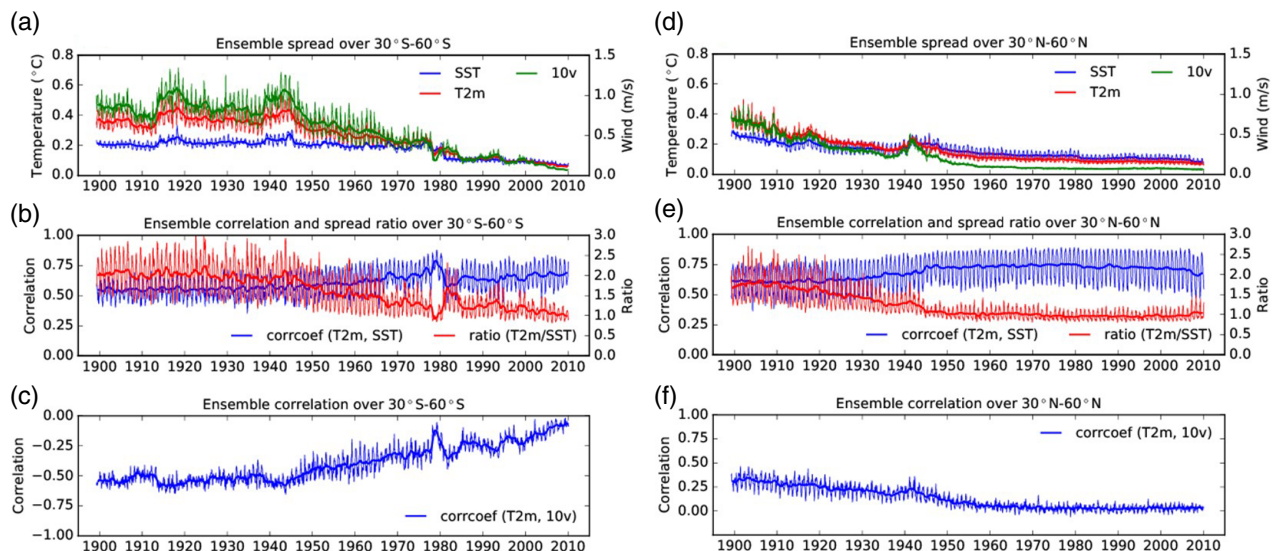 (a)
Ensemble spread over 30°S-60°S
Temperature (°C)
0.8
0.6
0.4
0.2
0.0
SST
10v
T2m
1.5
1.0
0.5
0.0
Wind (m/s)
1900 1910 1920 1930 1940 1950 1960 1970 1980 1990 2000 2010
(b)
Ensemble correlation and spread ratio over 30°S-60°S
Correlation
1.00
0.75
0.50
0.25
0.00
corrcoef (T2m, SST)
ratio (T2m/SST)
3.0
2.5
2.0
1.5
1.0
0.5
0.0
Ratio
1900 1910 1920 1930 1940 1950 1960 1970 1980 1990 2000 2010
(c)
Ensemble correlation over 30°S-60°S
Correlation
0.00
−0.25
−0.50
−0.75
−1.00
corrcoef (T2m, 10v)
1900 1910 1920 1930 1940 1950 1960 1970 1980 1990 2000 2010
(d)
Ensemble spread over 30°N-60°N
Temperature (°C)
0.8
0.6
0.4
0.2
0.0
SST
10v
T2m
1.5
1.0
0.5
0.0
Wind (m/s)
1900 1910 1920 1930 1940 1950 1960 1970 1980 1990 2000 2010
(e)
Ensemble correlation and spread ratio over 30°N-60°N
Correlation
1.00
0.75
0.50
0.25
0.00
corrcoef (T2m, SST)
ratio (T2m/SST)
3.0
2.5
2.0
1.5
1.0
0.5
0.0
Ratio
1900 1910 1920 1930 1940 1950 1960 1970 1980 1990 2000 2010
(f)
Ensemble correlation over 30°N-60°N
Correlation
1.00
0.75
0.50
0.25
0.00
corrcoef (T2m, 10v)
1900 1910 1920 1930 1940 1950 1960 1970 1980 1990 2000 2010